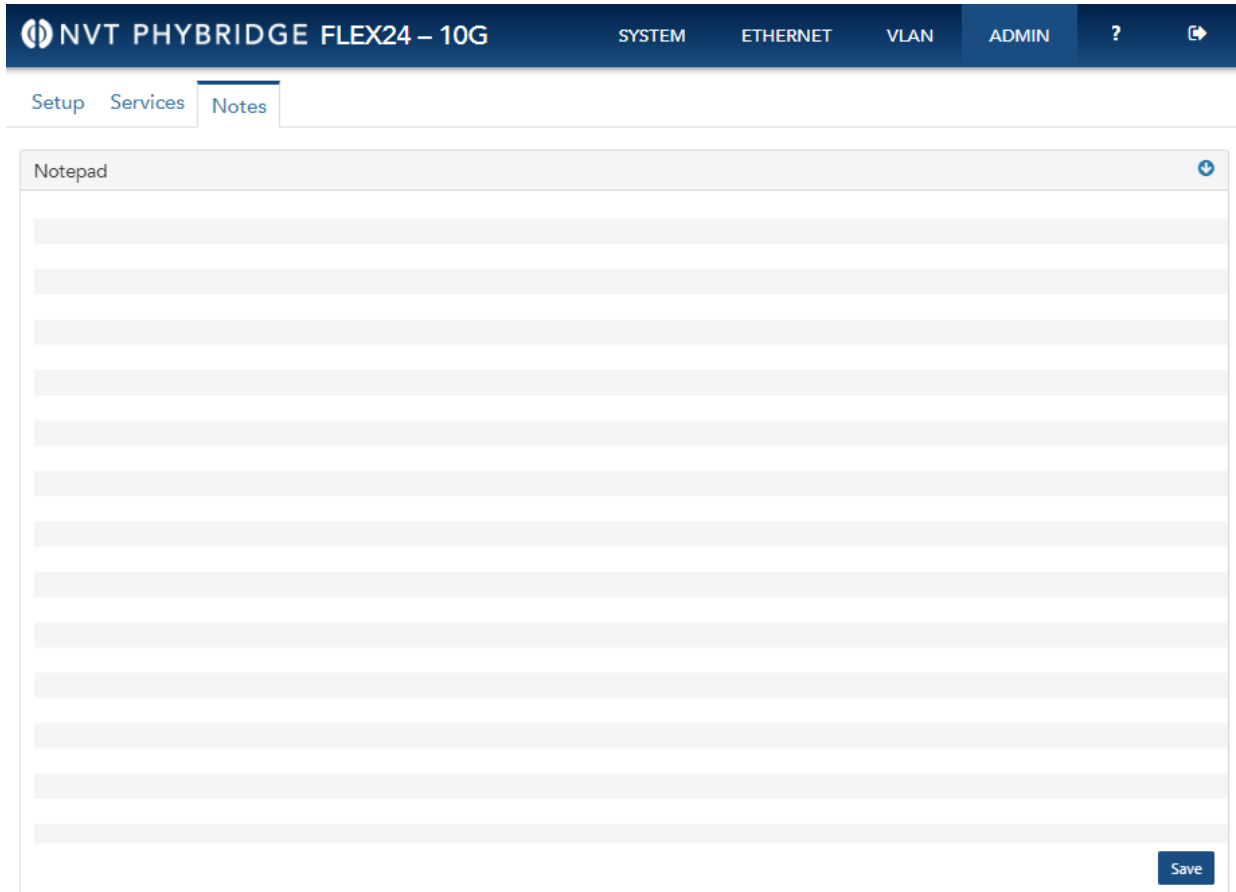 NVT PHYBRIDGE FLEX24 – 10G SYSTEM ETHERNET VLAN ADMIN ?
Setup Services Notes
Notepad
Save